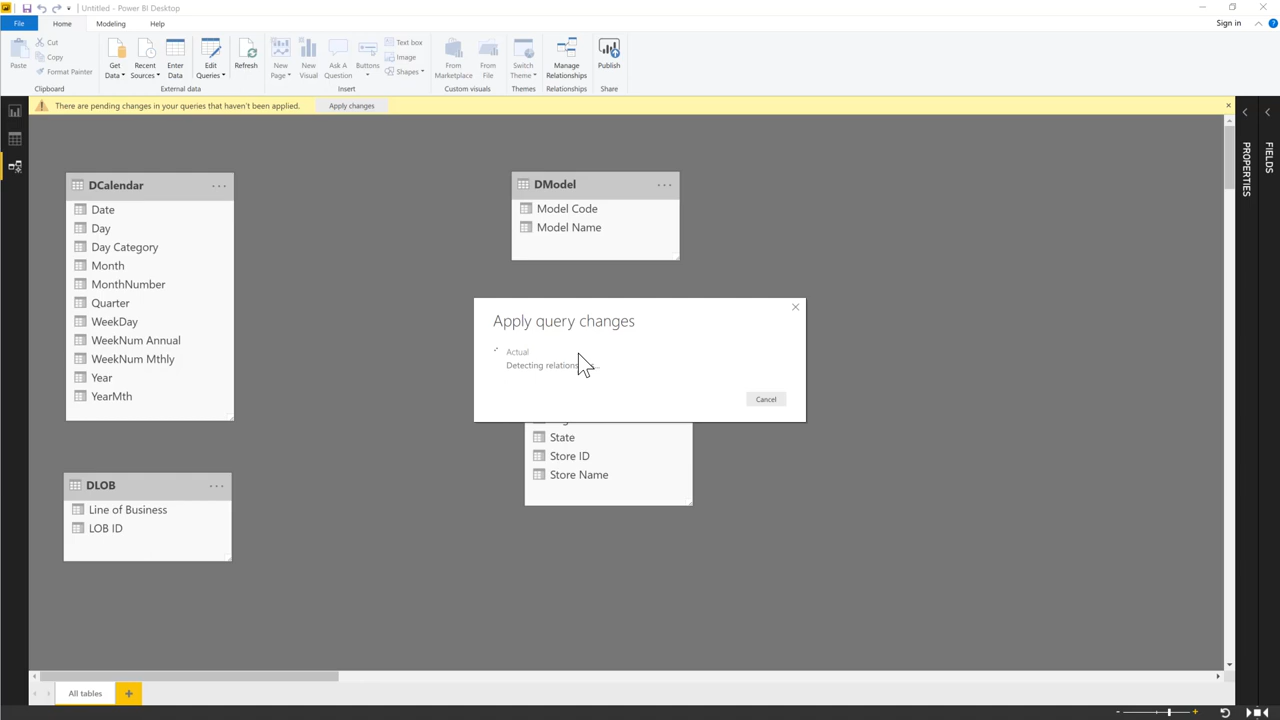 Untitled - Power BI Desktop
File
Home
Modeling
Help
Sign in
Paste
Cut
Copy
Format Painter
Clipboard
Get
Data
Recent
Sources
Enter
Data
Edit
Queries
Refresh
External data
New
Page
New
Visual
Ask A
Question
Buttons
Text box
Image
Shapes
Insert
From
Marketplace
From
File
Custom visuals
Switch
Theme
Themes
Manage
Relationships
Relationships
Publish
Share
There are pending changes in your queries that haven't been applied.
Apply changes
DCalendar
Date
Day
Day Category
Month
MonthNumber
Quarter
WeekDay
WeekNum Annual
WeekNum Mthly
Year
YearMth
DModel
Model Code
Model Name
Apply query changes
Actual
Detecting
Cancel
State
Store ID
Store Name
DLOB
Line of Business
LOB ID
PROPERTIES
FIELDS
All tables